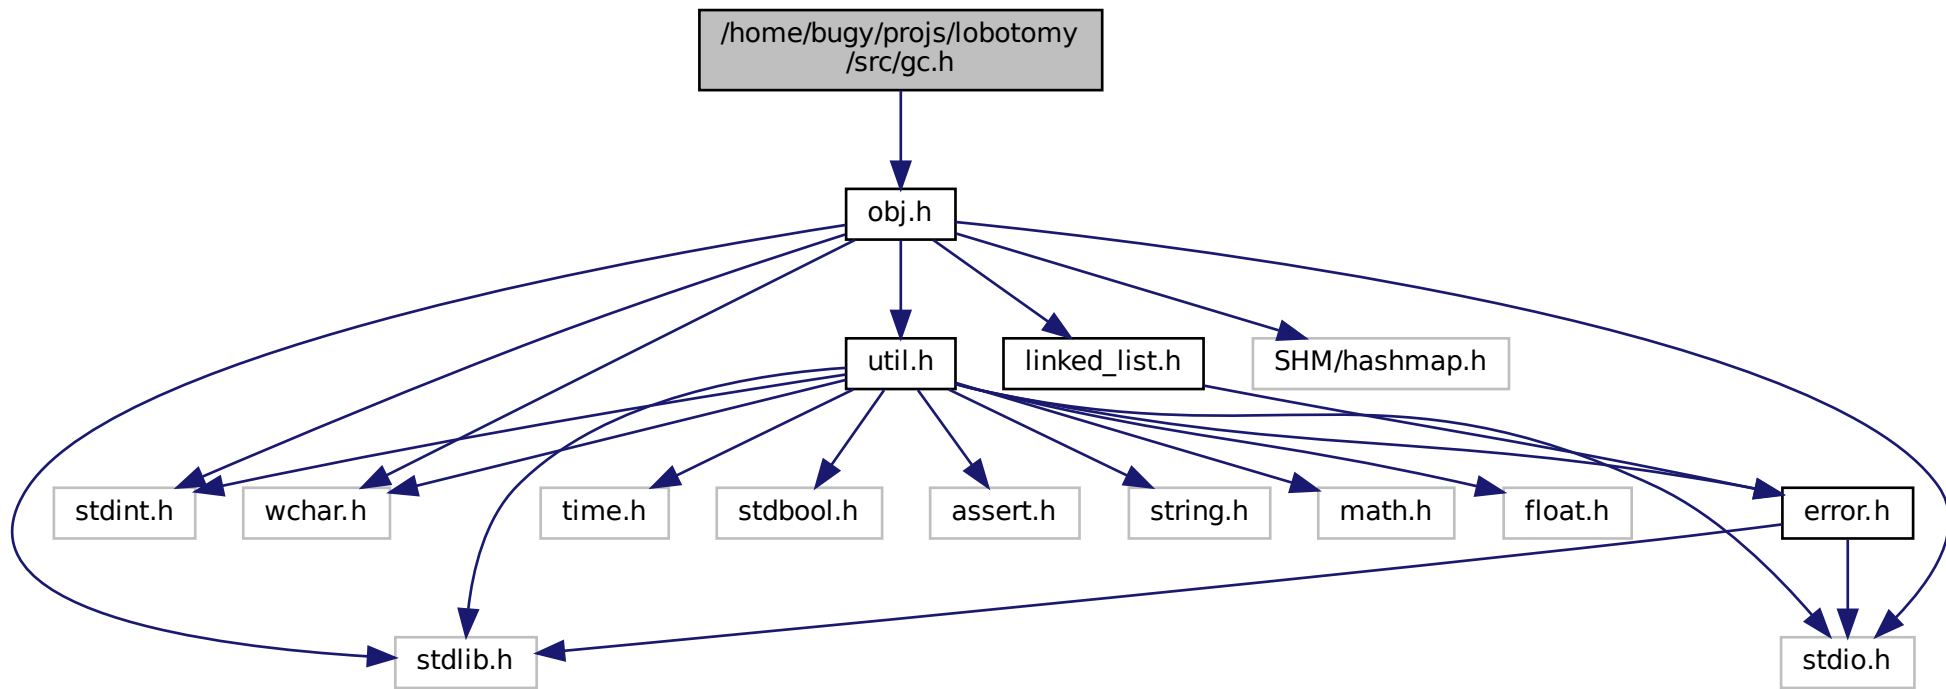 /home/bugy/projs/lobotomy
/src/gc.h
obj.h
util.h
linked_list.h
SHM/hashmap.h
stdint.h
wchar.h
time.h
stdbool.h
assert.h
string.h
math.h
float.h
error.h
stdlib.h
stdio.h